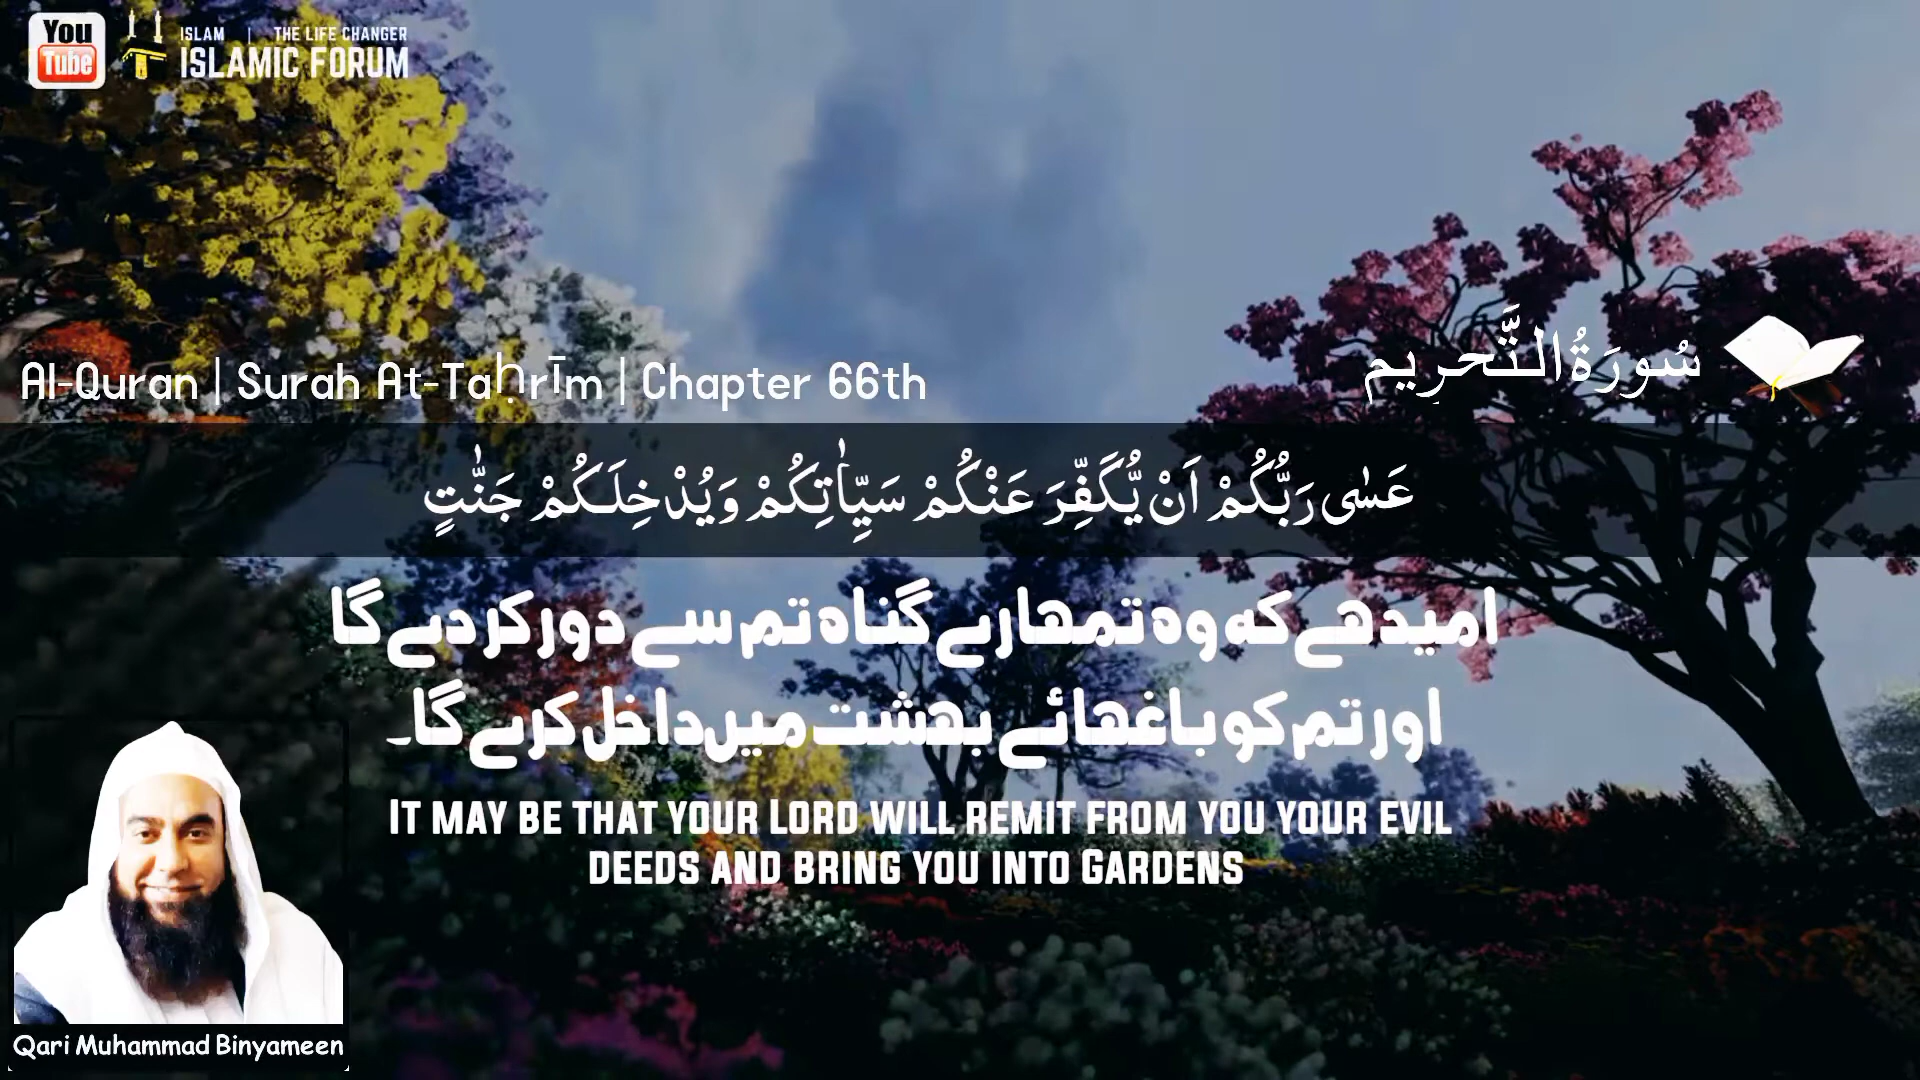 You
Tube
ISLAM | THE LIFE CHANGER
ISLAMIC FORUM
Al-Quran | Surah At-Taḥrīm | Chapter 66th
سُورَةُ التَّحرِيم
عَسٰى رَبُّكُمْ اَنْ يُّكَفِّرَ عَنْكُمْ سَيِّاٰتِكُمْ وَيُدْخِلَـكُمْ جَنّٰتٍ
امید ھے کہ وہ تمھارے گناہ تم سے دور کر دے گا
اور تم کو باغھائے بھشت میں داخل کرے گا۔
IT MAY BE THAT YOUR LORD WILL REMIT FROM YOU YOUR EVIL
DEEDS AND BRING YOU INTO GARDENS
Qari Muhammad Binyameen